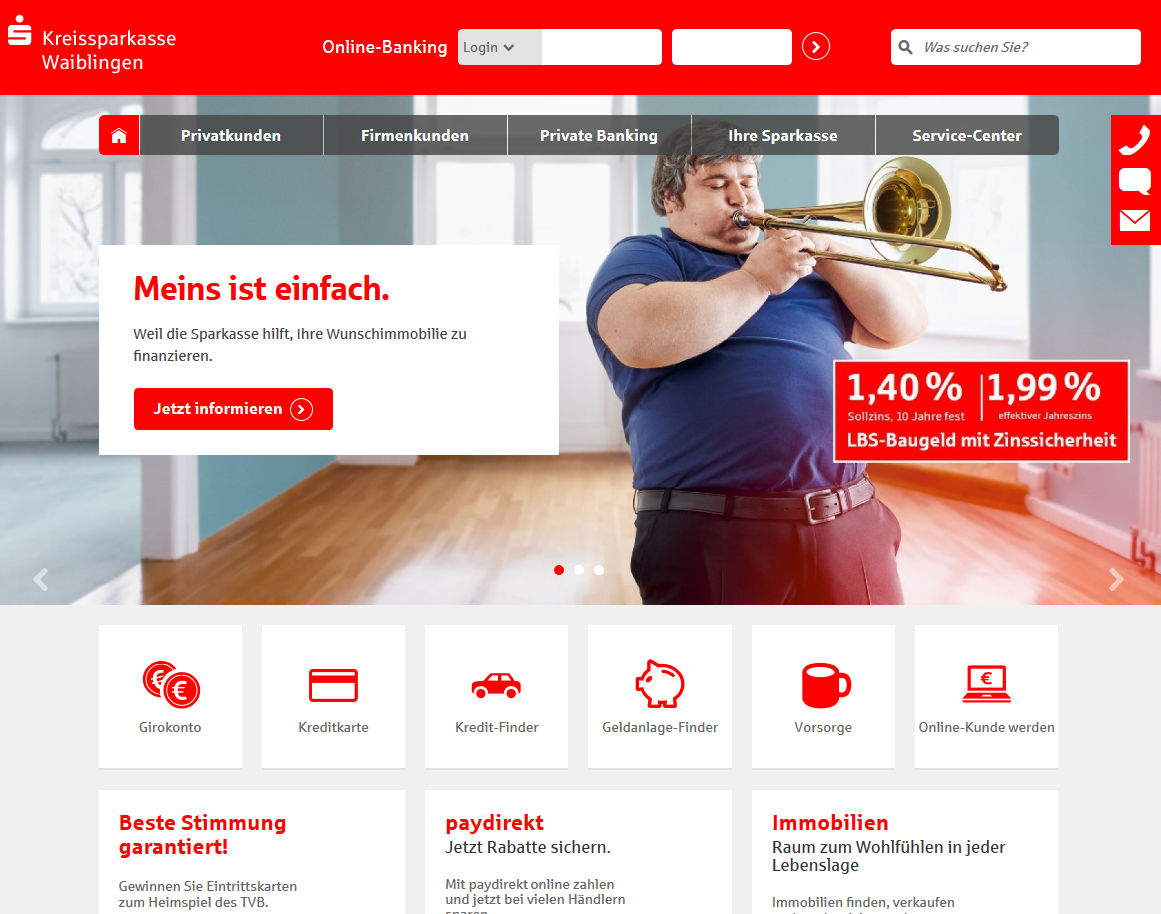 Kreissparkasse
Waiblingen
Online-Banking
Login
Was suchen Sie?
Privatkunden
Firmenkunden
Private Banking
Ihre Sparkasse
Service-Center
Meins ist einfach.
Weil die Sparkasse hilft, Ihre Wunschimmobilie zu
finanzieren.
Jetzt informieren
1,40 % 1,99 %
Sollzins, 10 Jahre fest effektiver Jahreszins
LBS-Baugeld mit Zinssicherheit
Girokonto
Kreditkarte
Kredit-Finder
Geldanlage-Finder
Vorsorge
Online-Kunde werden
Beste Stimmung
garantiert!
Gewinnen Sie Eintrittskarten
zum Heimspiel des TVB.
paydirekt
Jetzt Rabatte sichern.
Mit paydirekt online zahlen
und jetzt bei vielen Händlern
Immobilien
Raum zum Wohlfühlen in jeder
Lebenslage
Immobilien finden, verkaufen